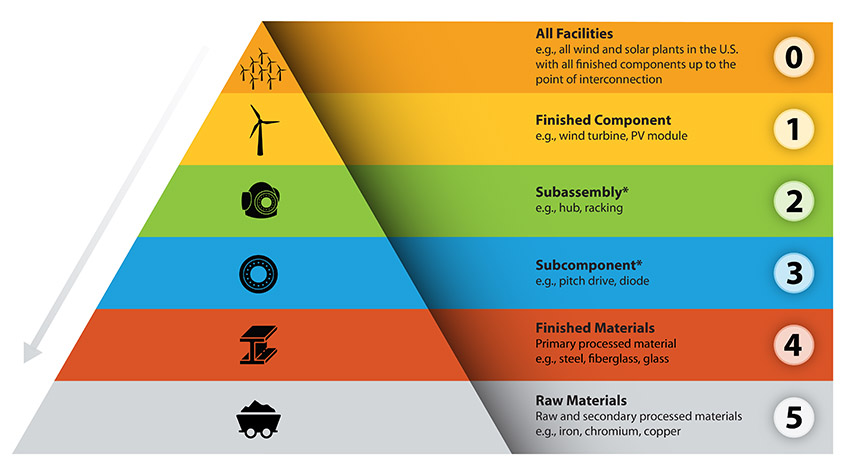 All Facilities
e.g., all wind and solar plants in the U.S.
with all finished components up to the
point of interconnection
0
Finished Component
e.g., wind turbine, PV module
1
Subassembly*
e.g., hub, racking
2
Subcomponent*
e.g., pitch drive, diode
3
Finished Materials
Primary processed material
e.g., steel, fiberglass, glass
4
Raw Materials
Raw and secondary processed materials
e.g., iron, chromium, copper
5